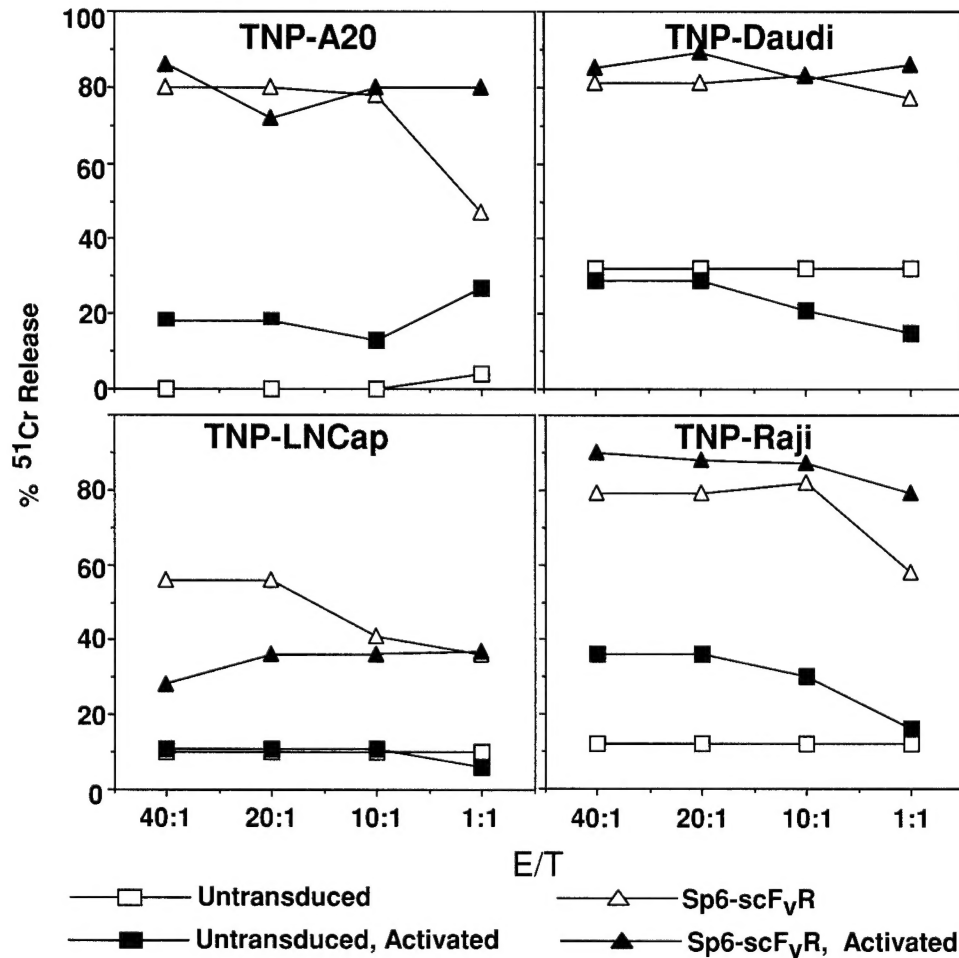 100
80
60
40
20
0
TNP-A20
TNP-Daudi
% ⁵¹Cr Release
TNP-LNCap
TNP-Raji
80
60
40
20
0
40:1 20:1 10:1 1:1
40:1 20:1 10:1 1:1
E/T
Untransduced
Sp6-scFᵥR
Untransduced, Activated
Sp6-scFᵥR, Activated